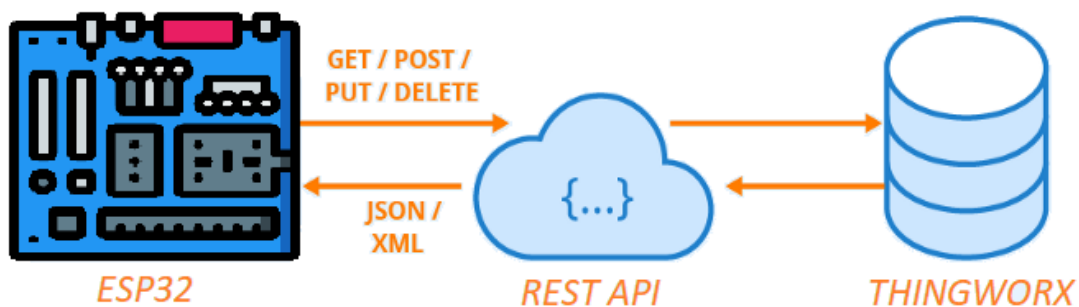 GET / POST /
PUT / DELETE
{...}
JSON /
XML
ESP32
REST API
THINGWORX